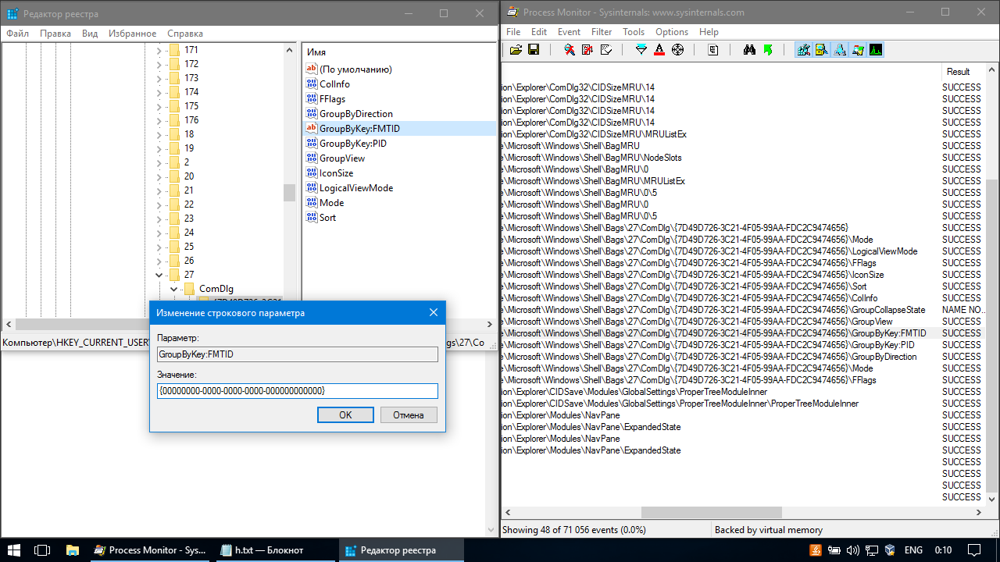 Редактор реестра
Файл Правка Вид Избранное Справка
171
172
173
174
175
176
18
19
2
20
21
22
23
24
25
26
27
ComDlg
Имя
(По умолчанию)
ColInfo
FFlags
GroupByDirection
GroupByKey:FMTID
GroupByKey:PID
GroupView
IconSize
LogicalViewMode
Mode
Sort
Компьютер\HKEY_CURRENT_USER\
gs\27\Co
Изменение строкового параметра
Параметр:
GroupByKey:FMTID
Значение:
{00000000-0000-0000-0000-000000000000}
OK Отмена
Process Monitor - Sysinternals: www.sysinternals.com
File Edit Event Filter Tools Options Help
Result
ion\Explorer\ComDlg32\CIDSizeMRU\14 SUCCESS
ion\Explorer\ComDlg32\CIDSizeMRU\14 SUCCESS
ion\Explorer\ComDlg32\CIDSizeMRU\14 SUCCESS
ion\Explorer\ComDlg32\CIDSizeMRU\14 SUCCESS
ion\Explorer\ComDlg32\CIDSizeMRU\MRUListEx SUCCESS
e\Microsoft\Windows\Shell\BagMRU SUCCESS
e\Microsoft\Windows\Shell\BagMRU\NodeSlots SUCCESS
e\Microsoft\Windows\Shell\BagMRU\0 SUCCESS
e\Microsoft\Windows\Shell\BagMRU\MRUListEx SUCCESS
e\Microsoft\Windows\Shell\BagMRU\0\5 SUCCESS
e\Microsoft\Windows\Shell\BagMRU\0 SUCCESS
e\Microsoft\Windows\Shell\BagMRU\0\5 SUCCESS
e\Microsoft\Windows\Shell\Bags\27\ComDlg\{7D49D726-3C21-4F05-99AA-FDC2C9474656} SUCCESS
e\Microsoft\Windows\Shell\Bags\27\ComDlg\{7D49D726-3C21-4F05-99AA-FDC2C9474656}\Mode SUCCESS
e\Microsoft\Windows\Shell\Bags\27\ComDlg\{7D49D726-3C21-4F05-99AA-FDC2C9474656}\LogicalViewMode SUCCESS
e\Microsoft\Windows\Shell\Bags\27\ComDlg\{7D49D726-3C21-4F05-99AA-FDC2C9474656}\FFlags SUCCESS
e\Microsoft\Windows\Shell\Bags\27\ComDlg\{7D49D726-3C21-4F05-99AA-FDC2C9474656}\IconSize SUCCESS
e\Microsoft\Windows\Shell\Bags\27\ComDlg\{7D49D726-3C21-4F05-99AA-FDC2C9474656}\Sort SUCCESS
e\Microsoft\Windows\Shell\Bags\27\ComDlg\{7D49D726-3C21-4F05-99AA-FDC2C9474656}\ColInfo SUCCESS
e\Microsoft\Windows\Shell\Bags\27\ComDlg\{7D49D726-3C21-4F05-99AA-FDC2C9474656}\GroupCollapseState NAME NO...
e\Microsoft\Windows\Shell\Bags\27\ComDlg\{7D49D726-3C21-4F05-99AA-FDC2C9474656}\GroupView SUCCESS
e\Microsoft\Windows\Shell\Bags\27\ComDlg\{7D49D726-3C21-4F05-99AA-FDC2C9474656}\GroupByKey:FMTID SUCCESS
e\Microsoft\Windows\Shell\Bags\27\ComDlg\{7D49D726-3C21-4F05-99AA-FDC2C9474656}\GroupByKey:PID SUCCESS
e\Microsoft\Windows\Shell\Bags\27\ComDlg\{7D49D726-3C21-4F05-99AA-FDC2C9474656}\GroupByDirection SUCCESS
e\Microsoft\Windows\Shell\Bags\27\ComDlg\{7D49D726-3C21-4F05-99AA-FDC2C9474656}\Mode SUCCESS
e\Microsoft\Windows\Shell\Bags\27\ComDlg\{7D49D726-3C21-4F05-99AA-FDC2C9474656}\FFlags SUCCESS
ion\Explorer\CIDSave\Modules\GlobalSettings\ProperTreeModuleInner SUCCESS
ion\Explorer\CIDSave\Modules\GlobalSettings\ProperTreeModuleInner\ProperTreeModuleInner SUCCESS
ion\Explorer\Modules\NavPane SUCCESS
ion\Explorer\Modules\NavPane\ExpandedState SUCCESS
ion\Explorer\Modules\NavPane SUCCESS
ion\Explorer\Modules\NavPane\ExpandedState SUCCESS
SUCCESS
SUCCESS
SUCCESS
SUCCESS
Showing 48 of 71 056 events (0.0%) Backed by virtual memory
Process Monitor - Sys... h.txt — Блокнот Редактор реестра ENG 0:10